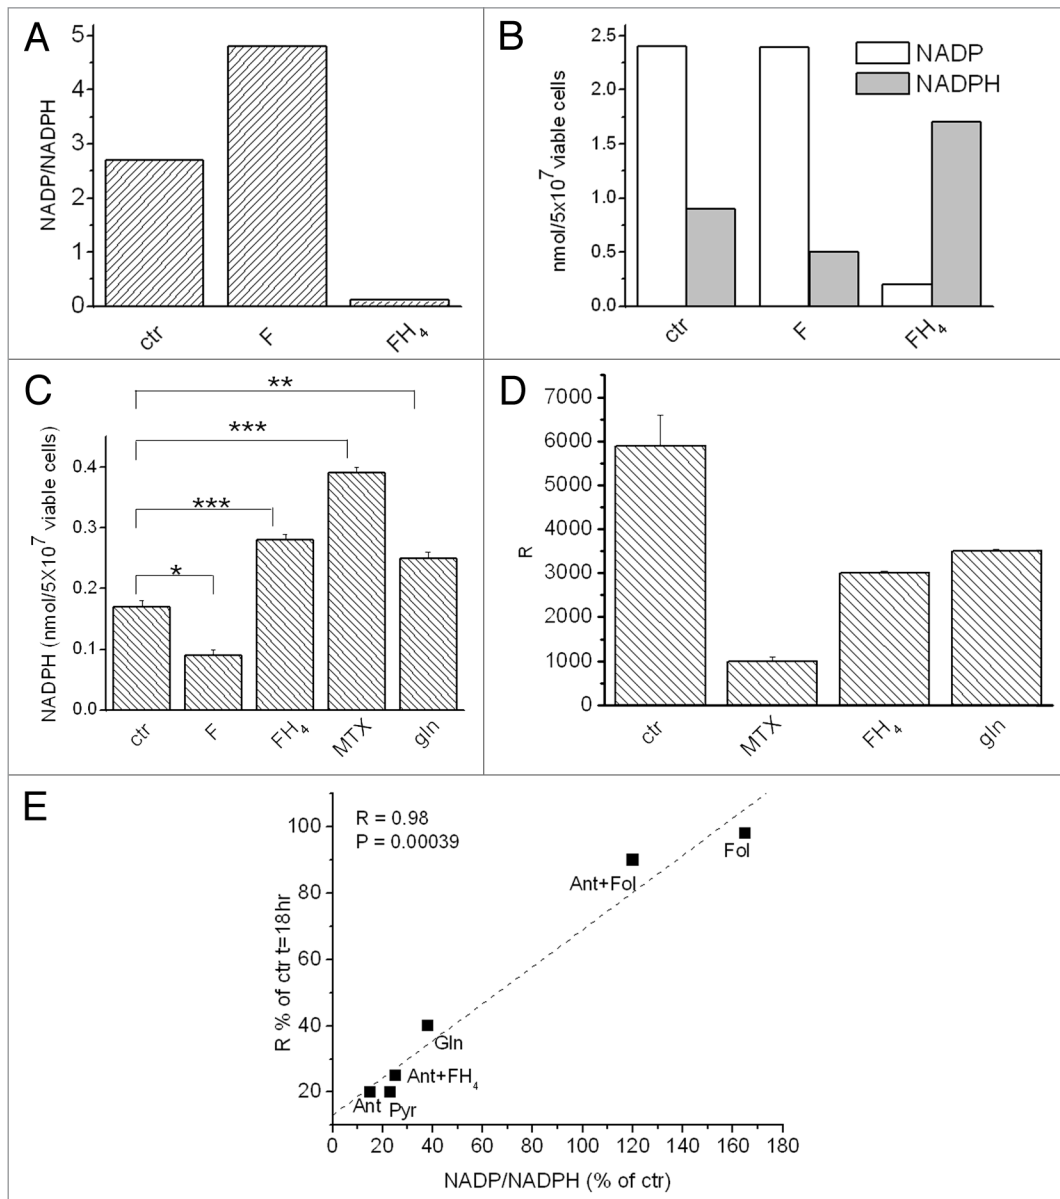 A
NADP/NADPH
5
4
3
2
1
0
ctr
F
FH4
B
nmol/5x10^7 viable cells
2.5
2.0
1.5
1.0
0.5
0.0
NADP
NADPH
ctr
F
FH4
C
NADPH (nmol/5X10^7 viable cells)
0.4
0.3
0.2
0.1
0.0
**
***
***
*
ctr
F
FH4
MTX
gln
D
R
7000
6000
5000
4000
3000
2000
1000
0
ctr
MTX
FH4
gln
E
R = 0.98
P = 0.00039
R % of ctr t=18hr
100
80
60
40
20
Fol
Ant+Fol
Gln
Ant+FH4
Ant
Pyr
0 20 40 60 80 100 120 140 160 180
NADP/NADPH (% of ctr)